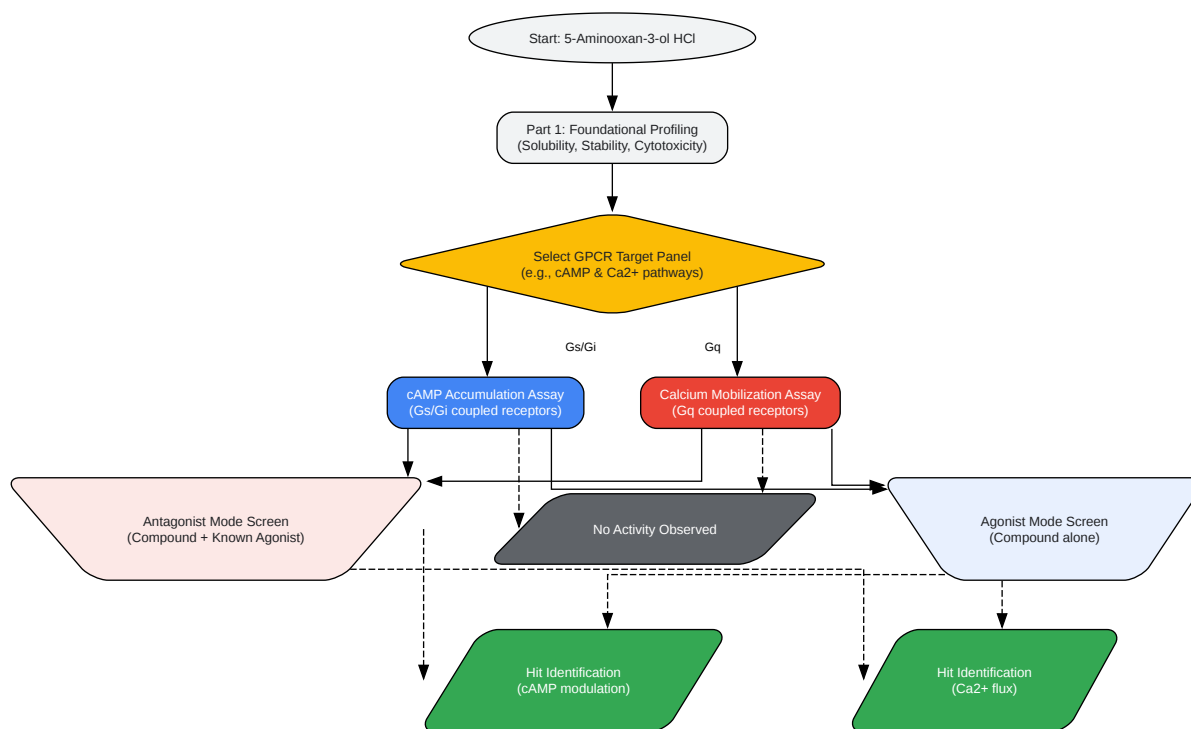 Start: 5-Aminooxan-3-ol HCl
Part 1: Foundational Profiling
(Solubility, Stability, Cytotoxicity)
Select GPCR Target Panel
(e.g., cAMP & Ca2+ pathways)
Gs/Gi
Gq
cAMP Accumulation Assay
(Gs/Gi coupled receptors)
Calcium Mobilization Assay
(Gq coupled receptors)
Antagonist Mode Screen
(Compound + Known Agonist)
No Activity Observed
Agonist Mode Screen
(Compound alone)
Hit Identification
(cAMP modulation)
Hit Identification
(Ca2+ flux)